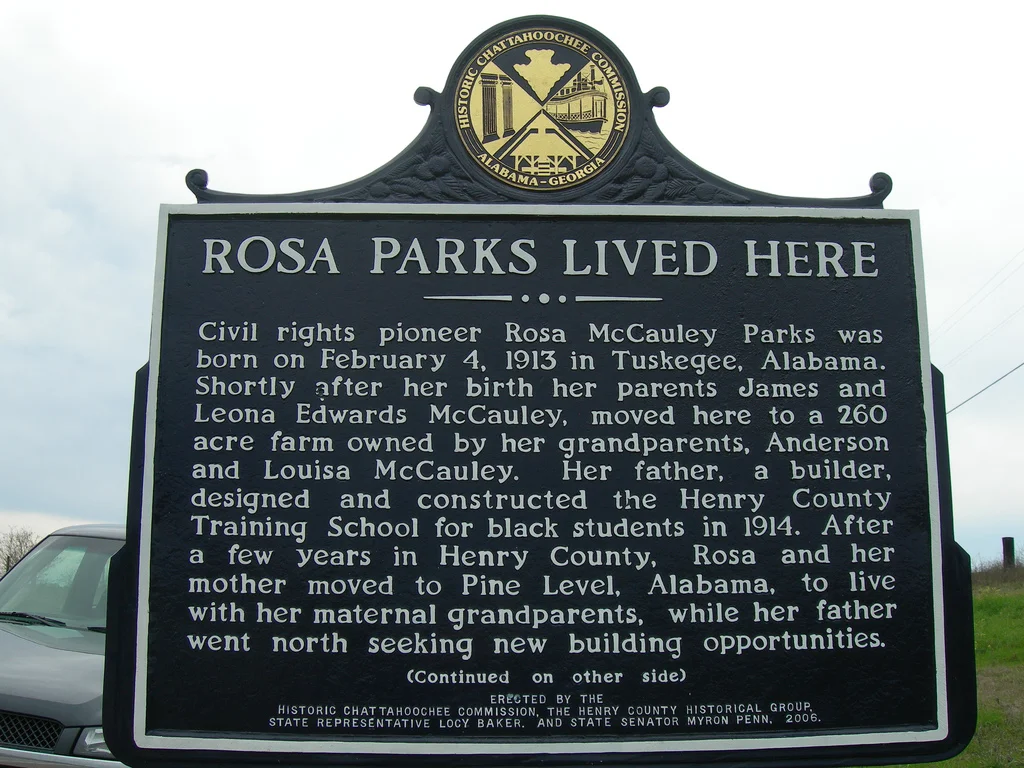 HISTORIC CHATTAHOOCHEE COMMISSION
ALABAMA-GEORGIA
ROSA PARKS LIVED HERE
Civil rights pioneer Rosa McCauley Parks was
born on February 4, 1913 in Tuskegee, Alabama.
Shortly after her birth her parents James and
Leona Edwards McCauley, moved here to a 260
acre farm owned by her grandparents, Anderson
and Louisa McCauley. Her father, a builder,
designed and constructed the Henry County
Training School for black students in 1914. After
a few years in Henry County, Rosa and her
mother moved to Pine Level, Alabama, to live
with her maternal grandparents, while her father
went north seeking new building opportunities.
(Continued on other side)
ERECTED BY THE
HISTORIC CHATTAHOOCHEE COMMISSION, THE HENRY COUNTY HISTORICAL GROUP,
STATE REPRESENTATIVE LOCY BAKER, AND STATE SENATOR MYRON PENN, 2006.